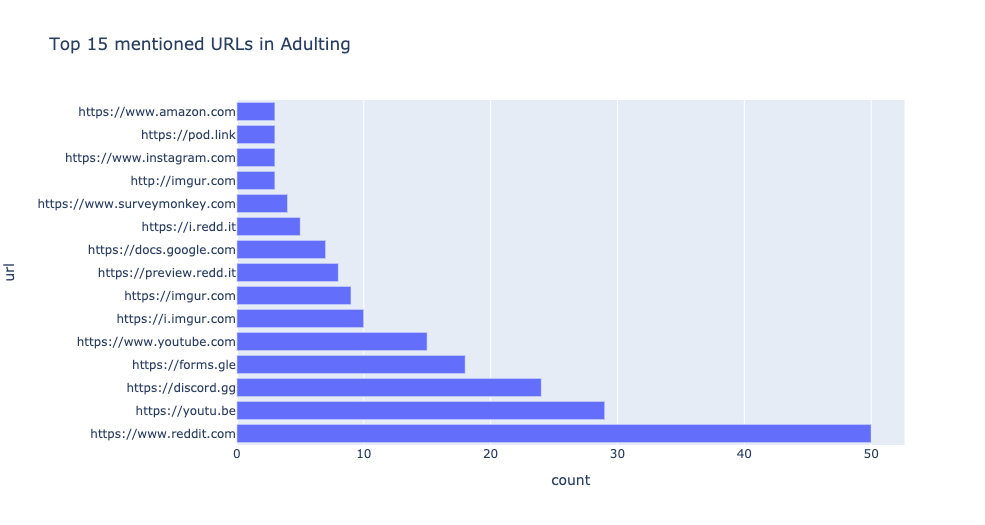 Top 15 mentioned URLs in Adulting
https://www.amazon.com
https://pod.link
https://www.instagram.com
http://imgur.com
https://www.surveymonkey.com
https://i.redd.it
https://docs.google.com
https://preview.redd.it
https://imgur.com
https://i.imgur.com
https://www.youtube.com
https://forms.gle
https://discord.gg
https://youtu.be
https://www.reddit.com
url
0 10 20 30 40 50
count